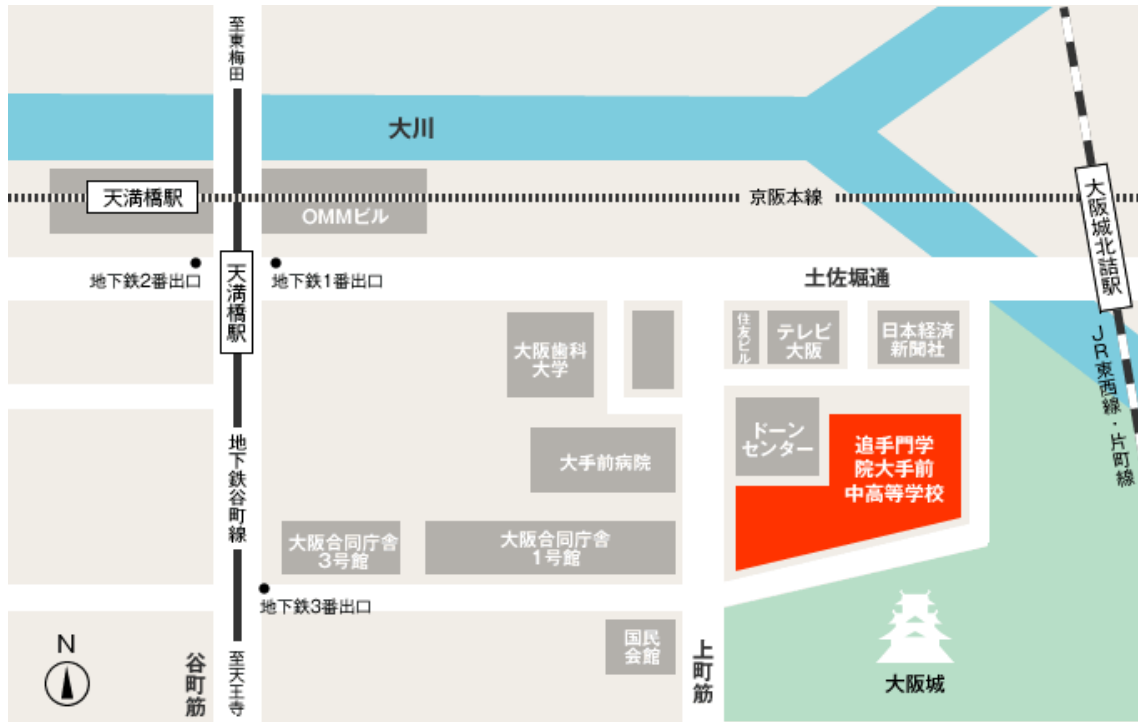 至東梅田
大川
天満橋駅
OMMビル
京阪本線
大阪城北詰駅
地下鉄2番出口
天満橋駅
地下鉄1番出口
土佐堀通
大阪歯科
大学
住友ビル
テレビ
大阪
日本経済
新聞社
JR東西線・片町線
地下鉄谷町線
大手前病院
ドーン
センター
追手門学
院大手前
中高等学校
大阪合同庁舎
3号館
大阪合同庁舎
1号館
地下鉄3番出口
N
谷町筋
至天王寺
国民
会館
上町筋
大阪城